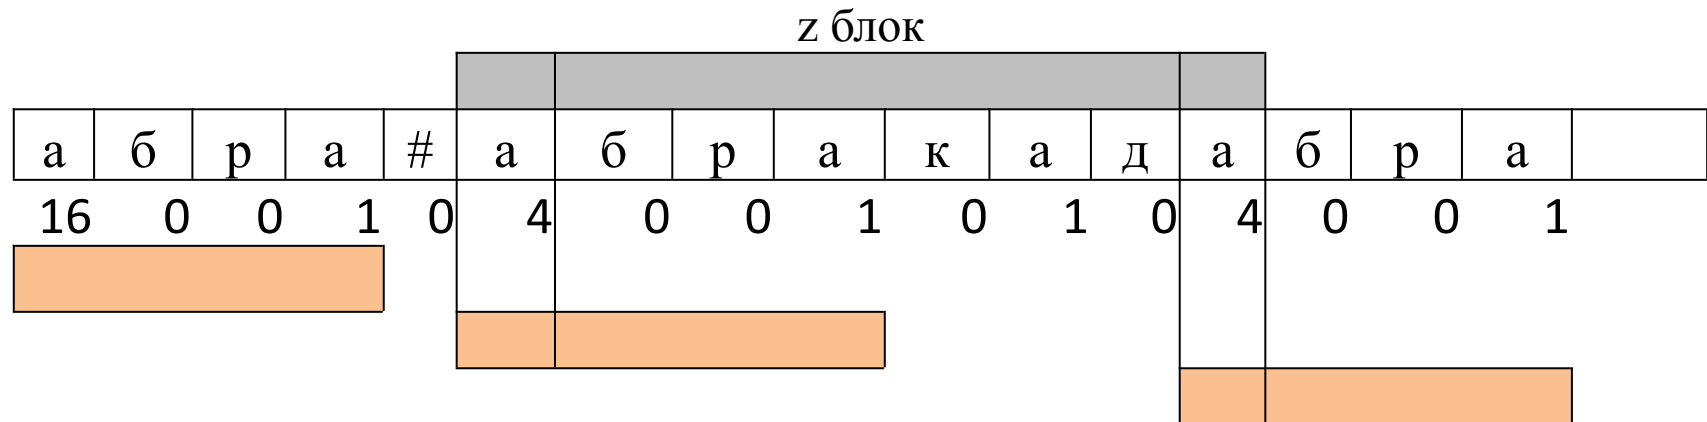 z блок
а б р а # а б р а к а д а б р а
16 0 0 1 0 4 0 0 1 0 1 0 4 0 0 1